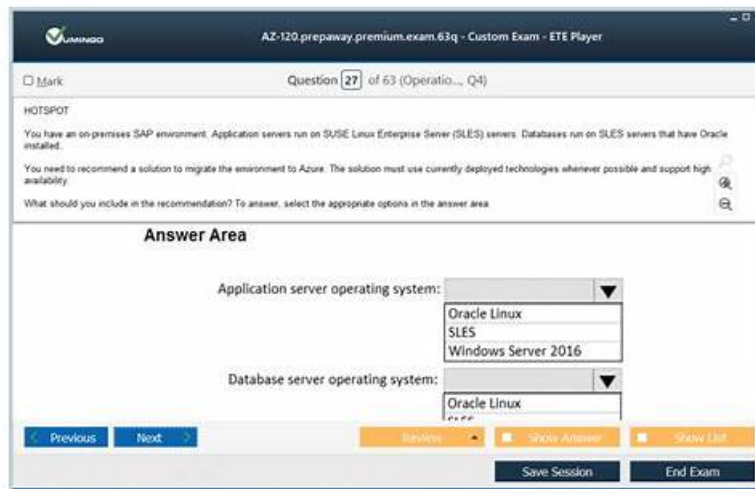 VUMINGO
AZ-120.prepaway.premium.exam.63q - Custom Exam - ETE Player
Mark
Question 27 of 63 (Operatio..., Q4)
HOTSPOT
You have an on-premises SAP environment. Application servers run on SUSE Linux Enterprise Server (SLES) servers. Databases run on SLES servers that have Oracle
installed.
You need to recommend a solution to migrate the environment to Azure. The solution must use currently deployed technologies whenever possible and support high
availability.
What should you include in the recommendation? To answer, select the appropriate options in the answer area.
Answer Area
Application server operating system:
Oracle Linux
SLES
Windows Server 2016
Database server operating system:
Oracle Linux
SLES
Previous
Next
Review
Show Answer
Show List
Save Session
End Exam